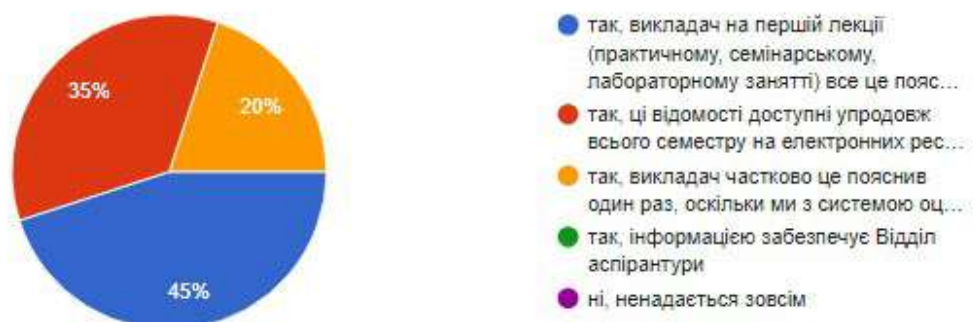 35%
20%
45%
так, викладач на першій лекції
(практичному, семінарському,
лабораторному занятті) все це пояс...
так, ці відомості доступні упродовж
всього семестру на електронних рес...
так, викладач частково це пояснив
один раз, оскільки ми з системою оц...
так, інформацією забезпечує Відділ
аспірантури
ні, ненадається зовсім